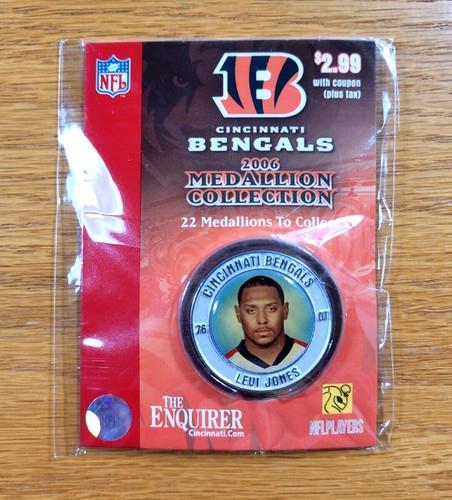 NFL
$2.99
with coupon
(plus tax)
B
CINCINNATI
BENGALS
2006
MEDALLION
COLLECTION
22 Medallions To Collect
CINCINNATI BENGALS
76
OT
LEVI JONES
THE
ENQUIRER
Cincinnati.Com
NFLPLAYERS